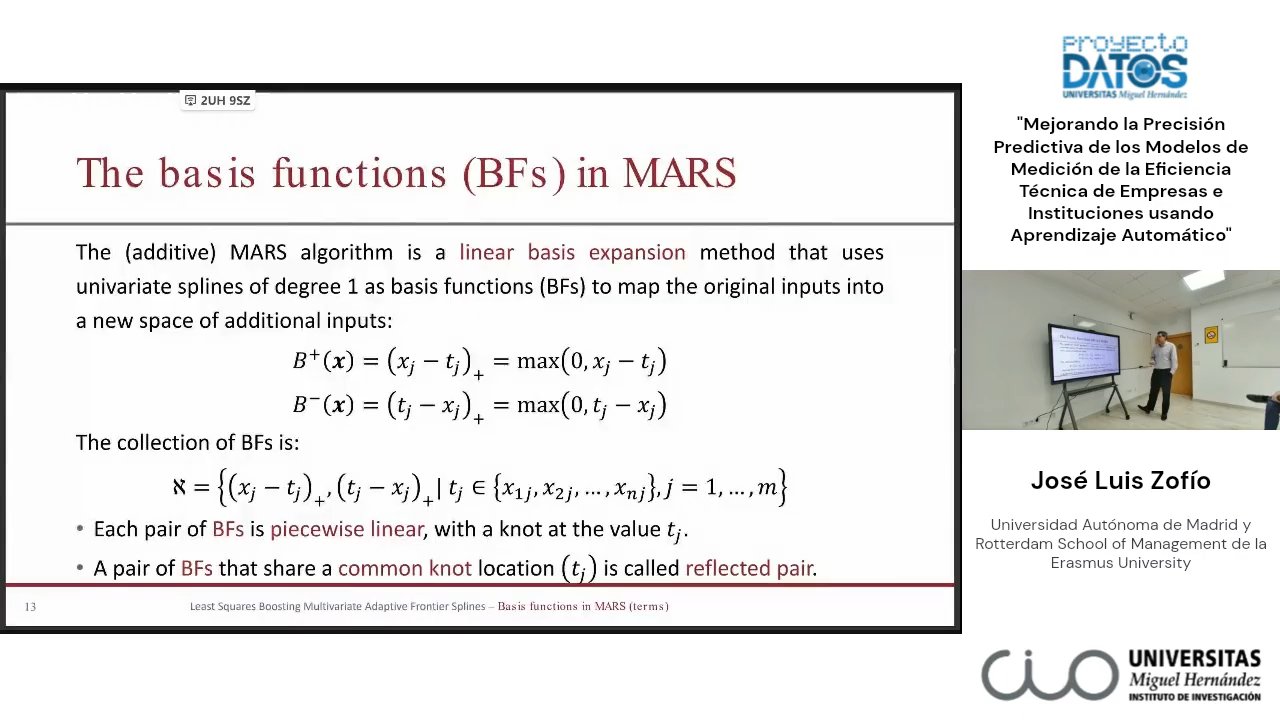 2UH 9SZ
The basis functions (BFs) in MARS
The (additive) MARS algorithm is a linear basis expansion method that uses
univariate splines of degree 1 as basis functions (BFs) to map the original inputs into
a new space of additional inputs:
B⁺(𝒙) = (xⱼ − tⱼ)₊ = max(0, xⱼ − tⱼ)
B⁻(𝒙) = (tⱼ − xⱼ)₊ = max(0, tⱼ − xⱼ)
The collection of BFs is:
ℵ = {(xⱼ − tⱼ)₊, (tⱼ − xⱼ)₊ | tⱼ ∈ {x₁ⱼ, x₂ⱼ, …, xₙⱼ}, j = 1, …, m}
• Each pair of BFs is piecewise linear, with a knot at the value tⱼ.
• A pair of BFs that share a common knot location (tⱼ) is called reflected pair.
13
Least Squares Boosting Multivariate Adaptive Frontier Splines – Basis functions in MARS (terms)
PROYECTO
DATOS
UNIVERSITAS Miguel Hernández
"Mejorando la Precisión
Predictiva de los Modelos de
Medición de la Eficiencia
Técnica de Empresas e
Instituciones usando
Aprendizaje Automático"
José Luis Zofío
Universidad Autónoma de Madrid y
Rotterdam School of Management de la
Erasmus University
CIO
UNIVERSITAS
Miguel Hernández
INSTITUTO DE INVESTIGACIÓN